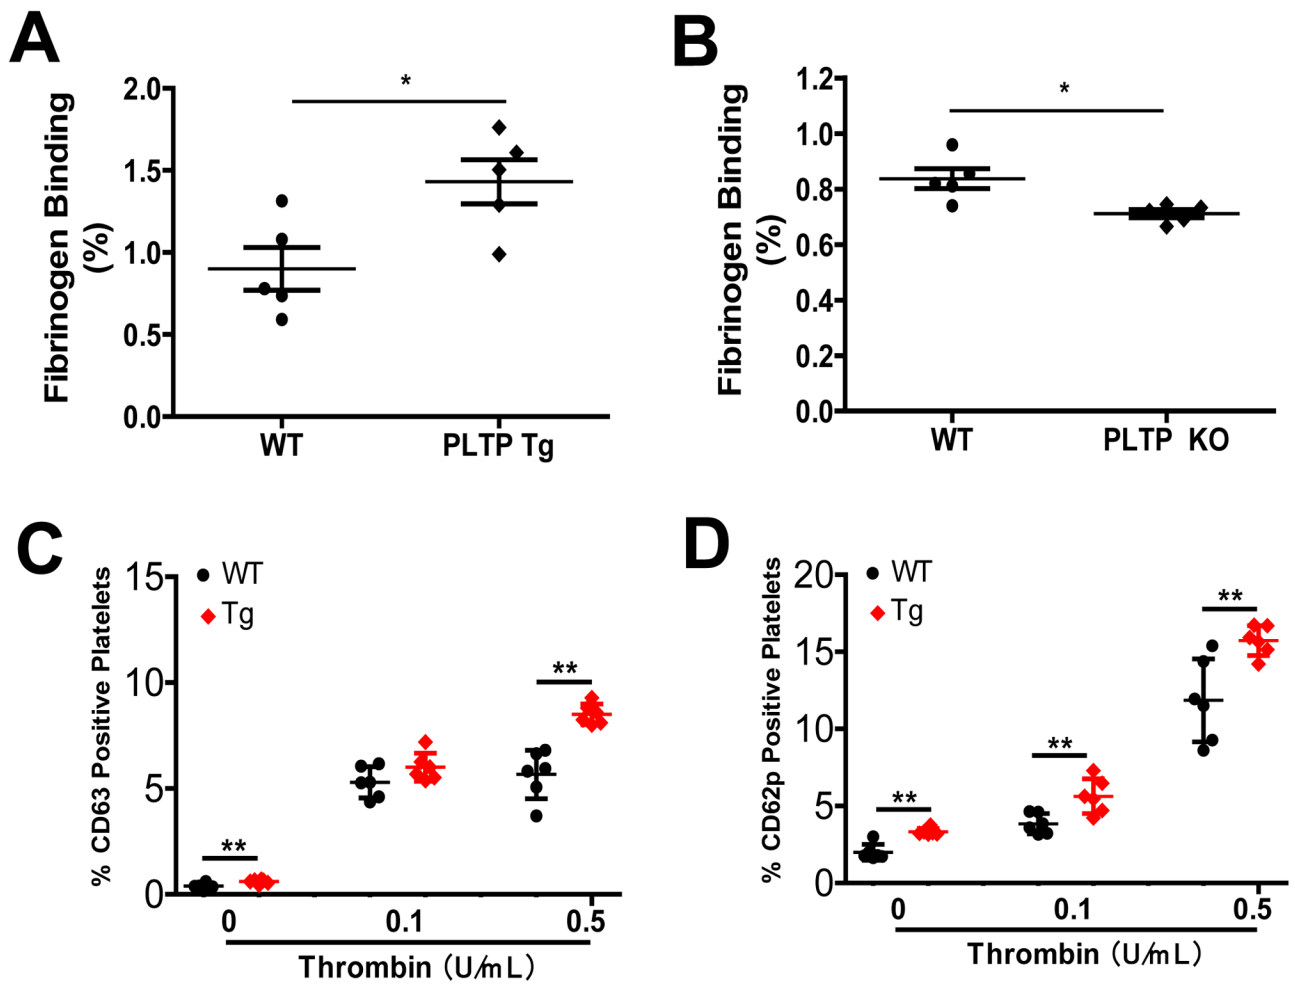 A
Fibrinogen Binding
(%)
2.0
1.5
1.0
0.5
0.0
*
WT
PLTP Tg
B
Fibrinogen Binding
(%)
1.2
1.0
0.8
0.6
0.4
0.2
0.0
*
WT
PLTP KO
C
% CD63 Positive Platelets
15
10
5
0
WT
Tg
**
**
0
0.1
0.5
Thrombin (U/mL)
D
% CD62p Positive Platelets
20
15
10
5
0
WT
Tg
**
**
**
0
0.1
0.5
Thrombin (U/mL)